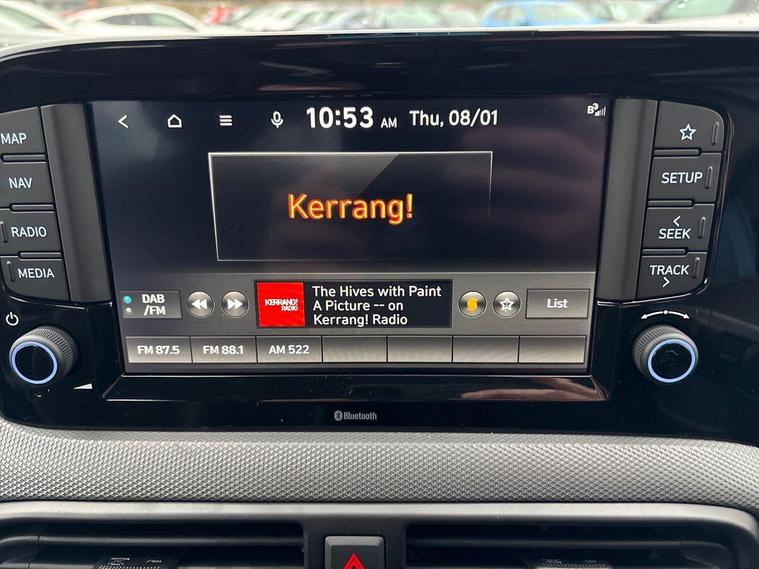 10:53 AM Thu, 08/01
B
MAP
NAV
RADIO
MEDIA
Kerrang!
SETUP
SEEK
TRACK
DAB
/FM
KERRANG!
RADIO
The Hives with Paint
A Picture -- on
Kerrang! Radio
List
FM 87.5
FM 88.1
AM 522
Bluetooth